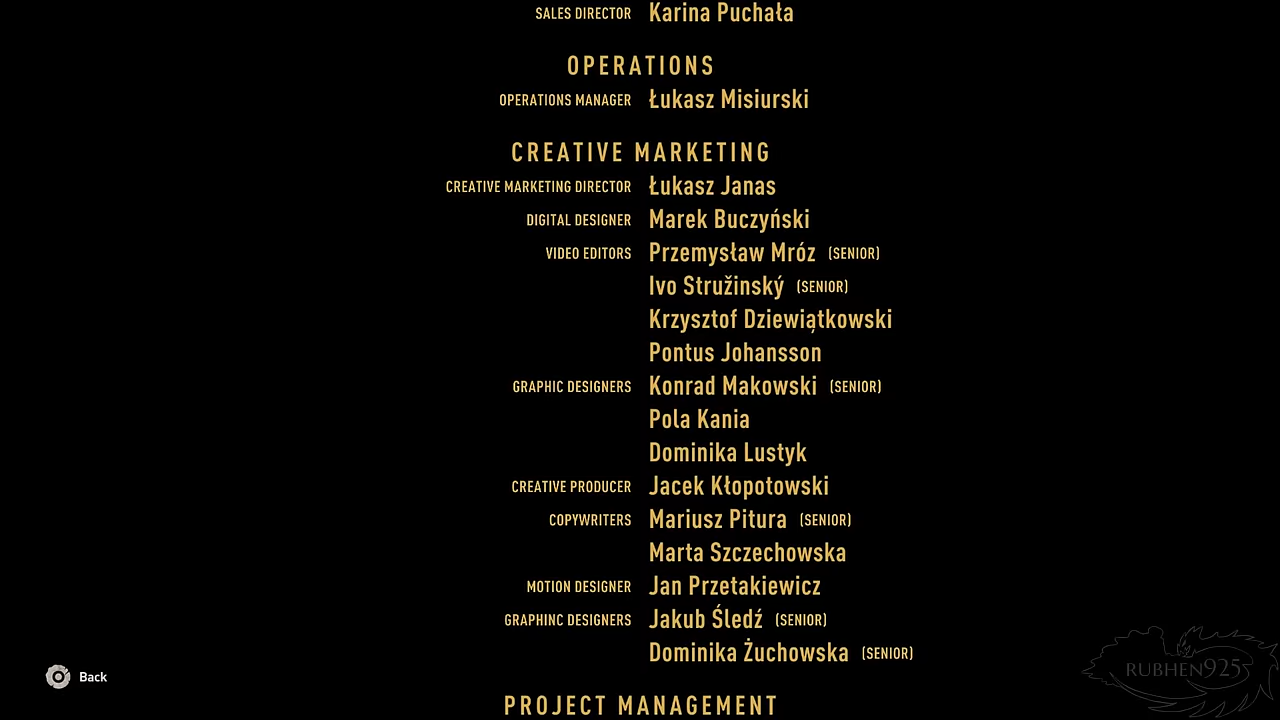 SALES DIRECTOR Karina Puchała
OPERATIONS
OPERATIONS MANAGER Łukasz Misiurski
CREATIVE MARKETING
CREATIVE MARKETING DIRECTOR Łukasz Janas
DIGITAL DESIGNER Marek Buczyński
VIDEO EDITORS Przemysław Mróz (SENIOR)
Ivo Stružinský (SENIOR)
Krzysztof Dziewiątkowski
Pontus Johansson
GRAPHIC DESIGNERS Konrad Makowski (SENIOR)
Pola Kania
Dominika Lustyk
CREATIVE PRODUCER Jacek Kłopotowski
COPYWRITERS Mariusz Pitura (SENIOR)
Marta Szczechowska
MOTION DESIGNER Jan Przetakiewicz
GRAPHINC DESIGNERS Jakub Śledź (SENIOR)
Dominika Żuchowska (SENIOR)
RUBHEN925
Back
PROJECT MANAGEMENT